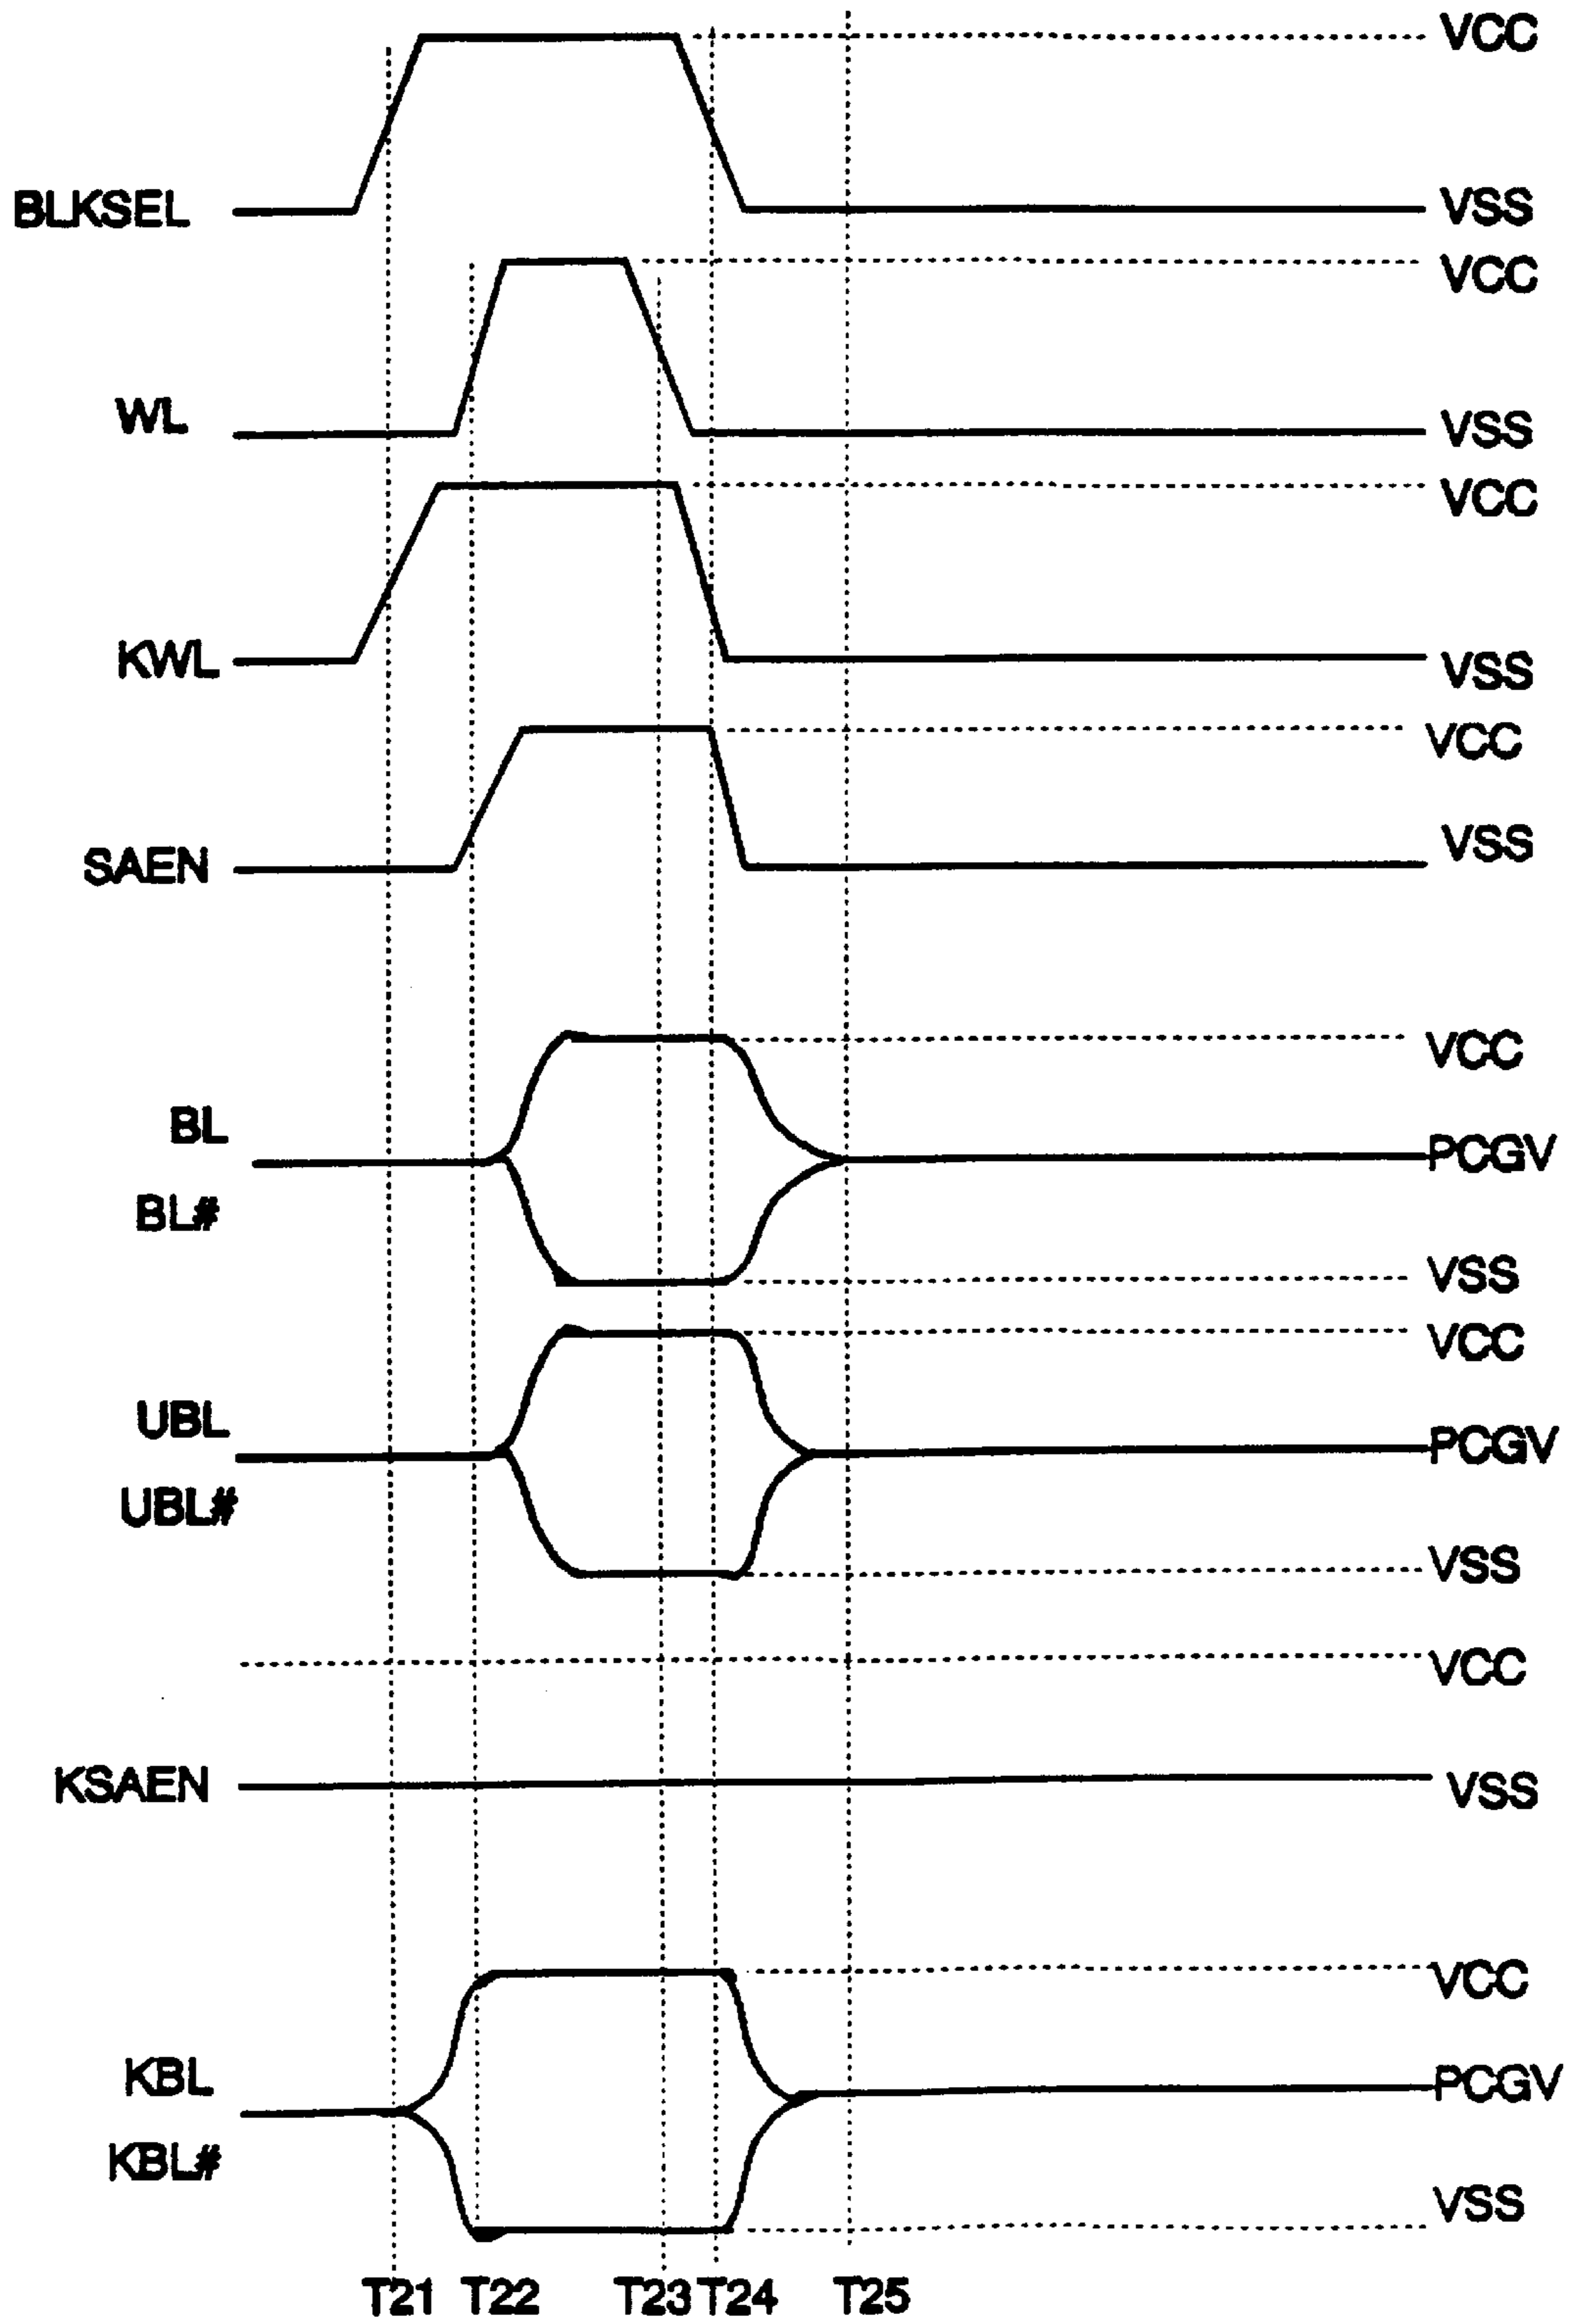 VCC
BLKSEL VSS
VCC
WL VSS
VCC
KWL VSS
VCC
SAEN VSS
VCC
BL
PCGV
BL#
VSS
VCC
UBL
PCGV
UBL#
VSS
VCC
KSAEN VSS
VCC
KBL PCGV
KBL#
VSS
T21 T22 T23 T24 T25